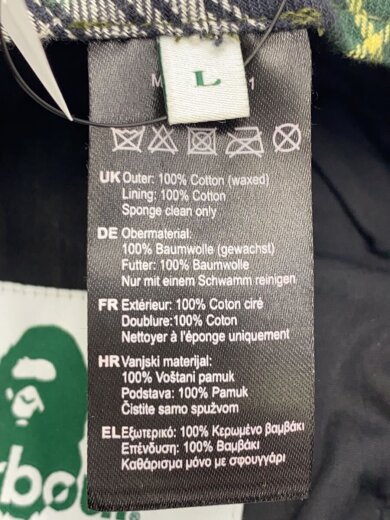 L
UK Outer: 100% Cotton (waxed)
Lining: 100% Cotton
Sponge clean only
DE Obermaterial:
100% Baumwolle (gewachst)
Futter: 100% Baumwolle
Nur mit einem Schwamm reinigen
FR Extérieur: 100% Coton ciré
Doublure:100% Coton
Nettoyer à l'éponge uniquement
HR Vanjski materijal:
100% Voštani pamuk
Podstava: 100% Pamuk
Čistite samo spužvom
EL Εξωτερικό: 100% Κερωμένο βαμβάκι
Επένδυση: 100% Βαμβάκι
Καθάρισμα μόνο με σφουγγάρι